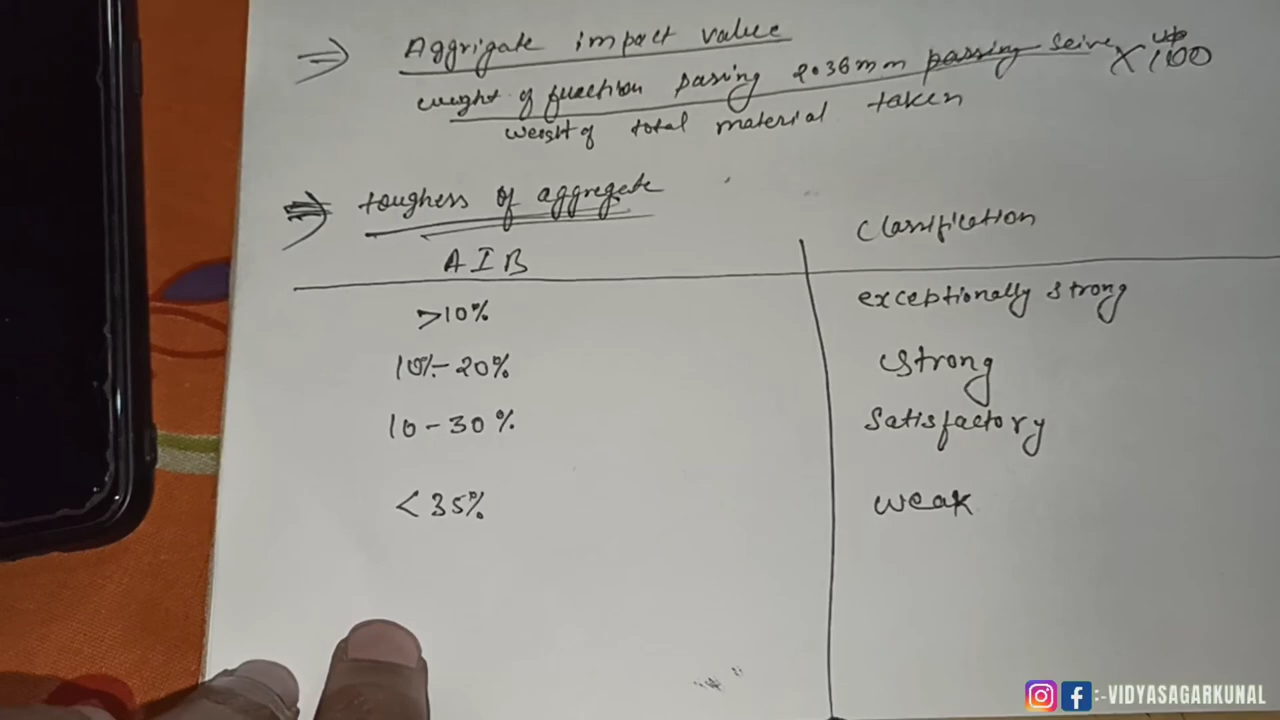 ⇒ Aggrigate impact value
weight of function passing 2.36mm passing seive × 100
weight of total material taken
⇒ toughess of aggregate
AIB Classification
>10% exceptionally strong
10%-20% strong
10-30% Satisfactory
<35% weak
:-VIDYASAGARKUNAL